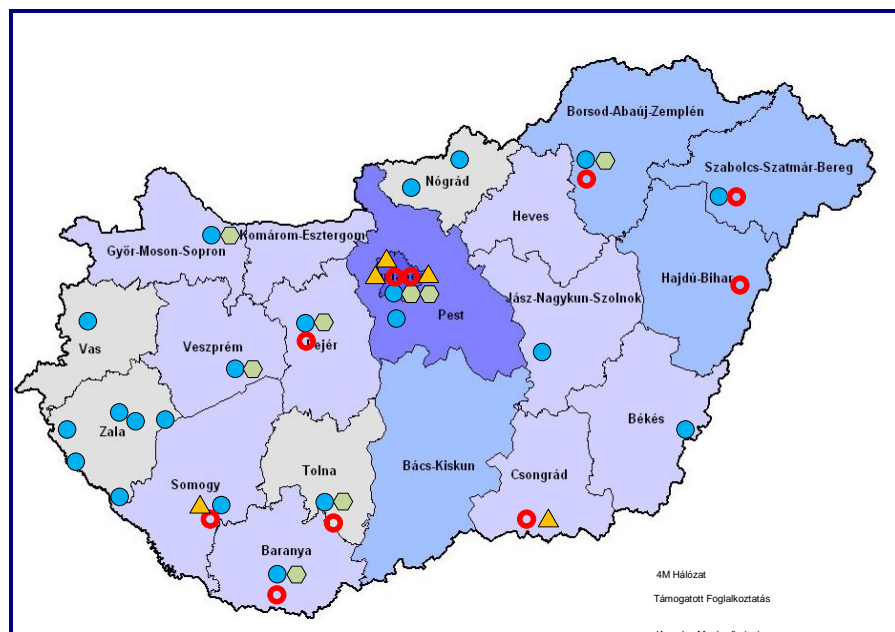 Borsod-Abaúj-Zemplén
Szabolcs-Szatmár-Bereg
Nógrád
Heves
Komárom-Esztergom
Győr-Moson-Sopron
Hajdú-Bihar
Jász-Nagykun-Szolnok
Pest
Vas
Veszprém
Fejér
Békés
Zala
Tolna
Bács-Kiskun
Csongrád
Somogy
Baranya
4M Hálózat
Támogatott Foglalkoztatás